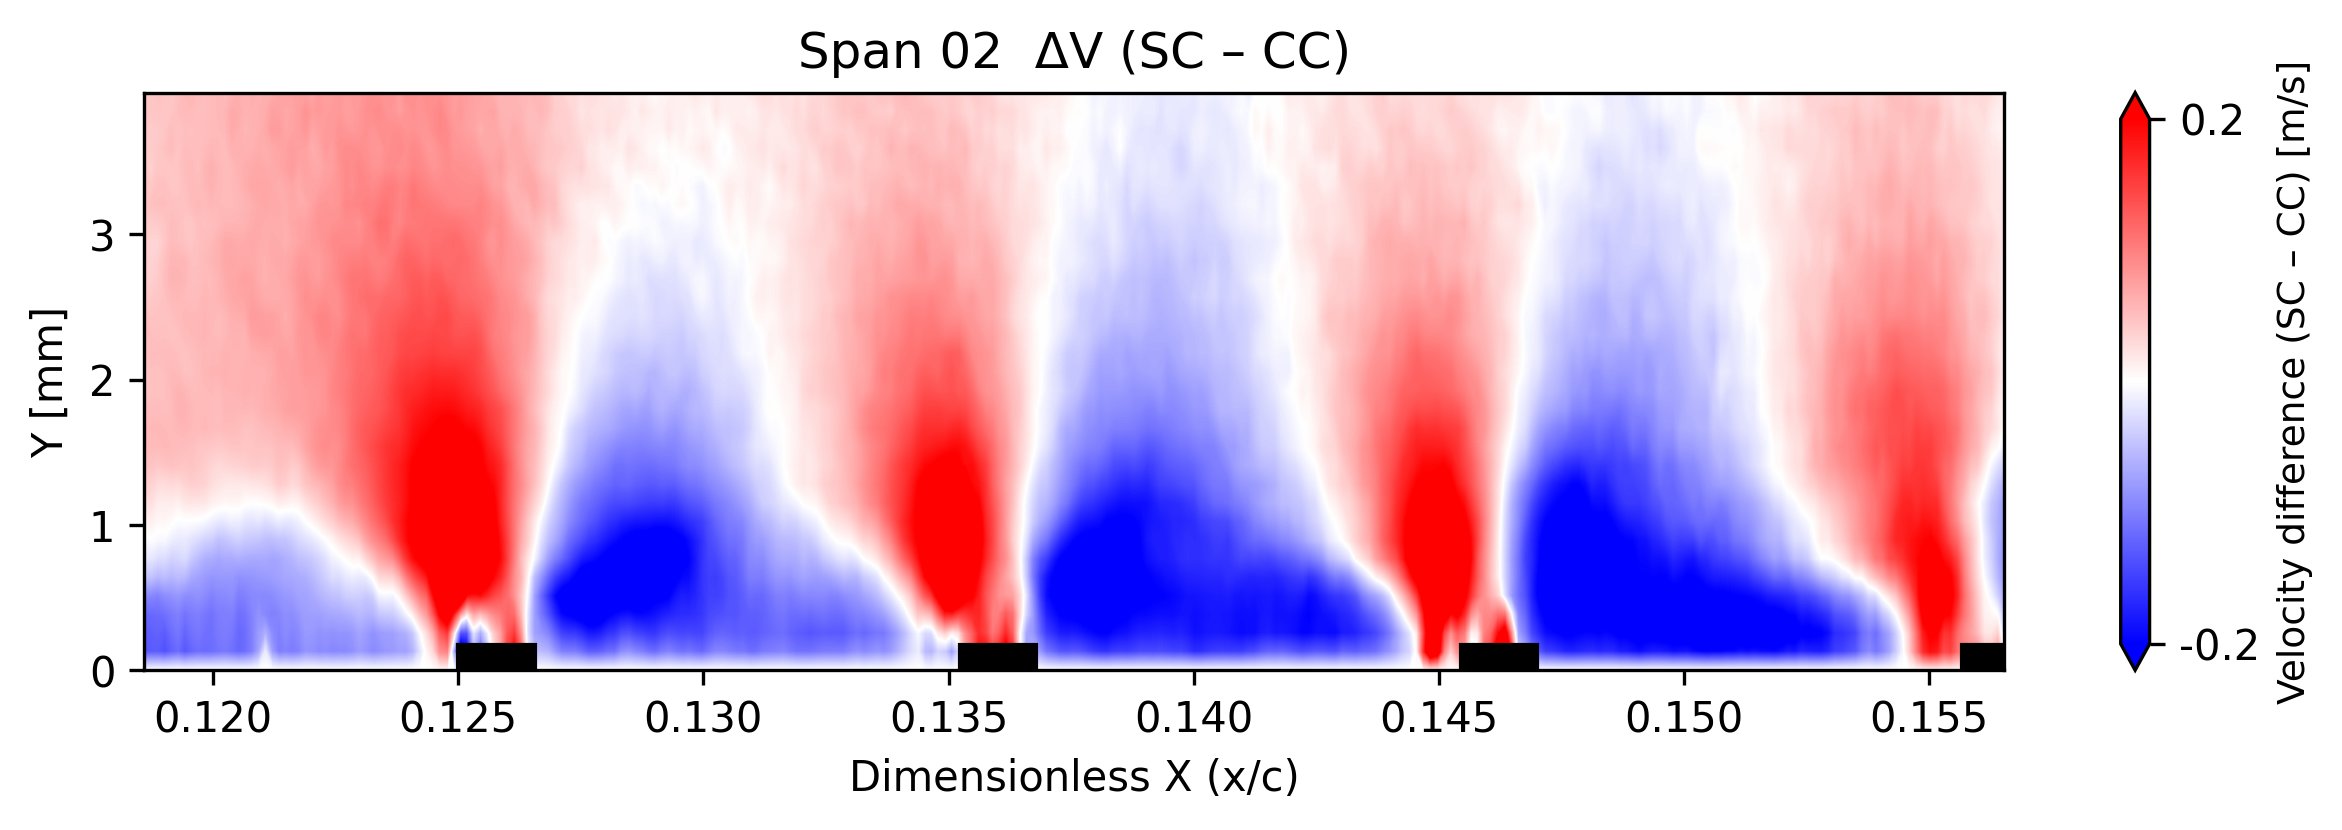 Span 02  ΔV (SC – CC)
3
2
1
0
Y [mm]
0.120 0.125 0.130 0.135 0.140 0.145 0.150 0.155
Dimensionless X (x/c)
0.2
-0.2
Velocity difference (SC – CC) [m/s]